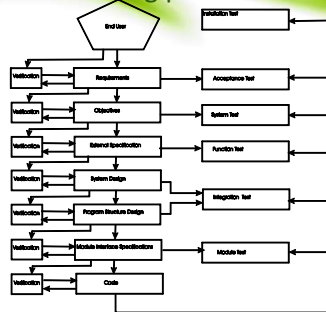 End User
Installation Test
Verification
Requirements
Acceptance Test
Verification
Objectives
System Test
Verification
External Specification
Function Test
Verification
System Design
Integration Test
Verification
Program Structure Design
Verification
Module Interface Specifications
Module Test
Verification
Code